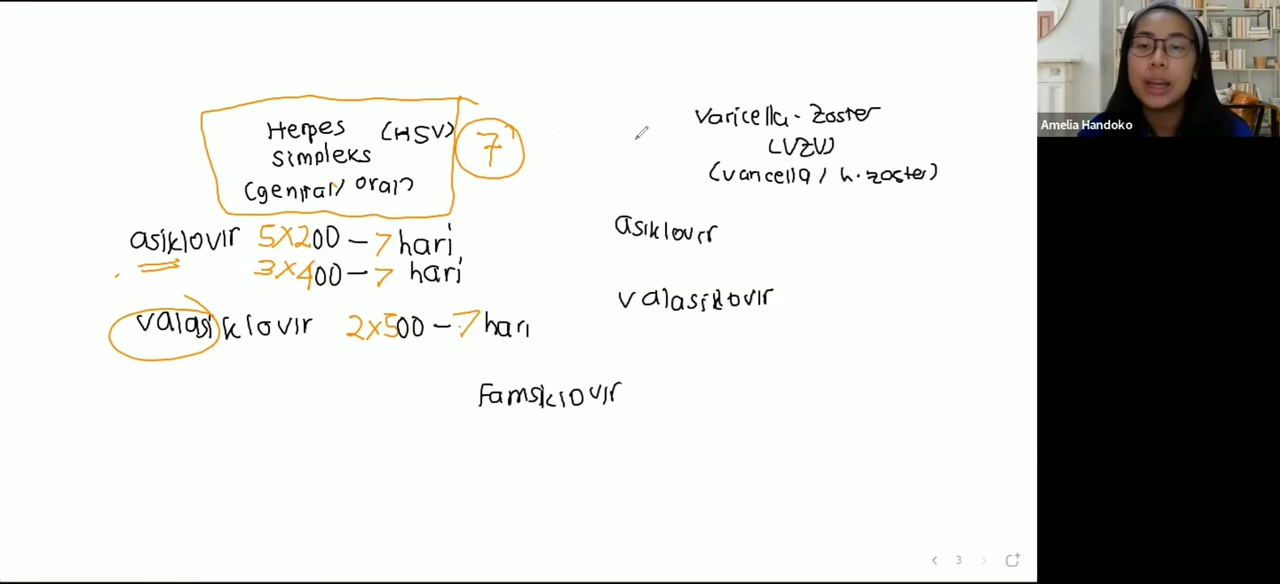 Herpes (HSV)
simpleks
(genital/ oral)
7
asiklovir 5x200 - 7 hari
3x400 - 7 hari
valasiklovir 2x500 - 7 hari
varicella - zoster
(VZV)
(varicella / h. zoster)
asiklovir
valasiklovir
Famsiklovir
Amelia Handoko
3